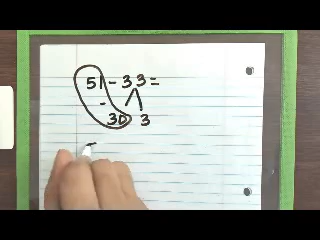 51 - 33 =
-
30 3
-